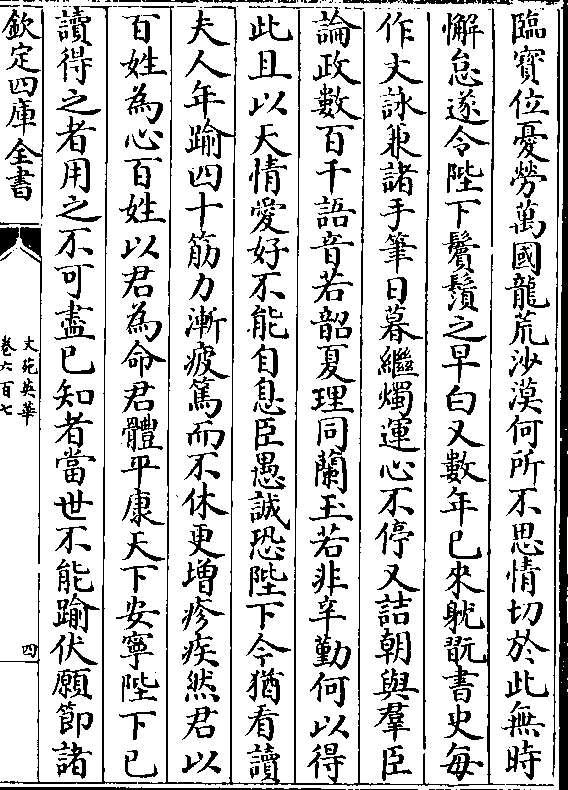 臨寶位憂勞萬國龍荒沙漠何所不思情切於此無時
懈怠遂令陛下鬢鬚之早白又數年已來躭翫書史每
作文詠兼諸手筆日暮繼燭運心不停又詰朝與羣臣
論政數百千語音若韶夏理同蘭玉若非辛勤何以得
此且以天情愛好不能自息臣愚誠恐陛下今猶看讀
夫人年踰四十筋力漸疲篤而不休更增疹疾然君以
百姓為心百姓以君為命君體平康天下安寧陛下已
讀得之者用之不可盡已知者當世不能踰伏願節諸
欽定四庫全書
文苑英華
卷六百七
四